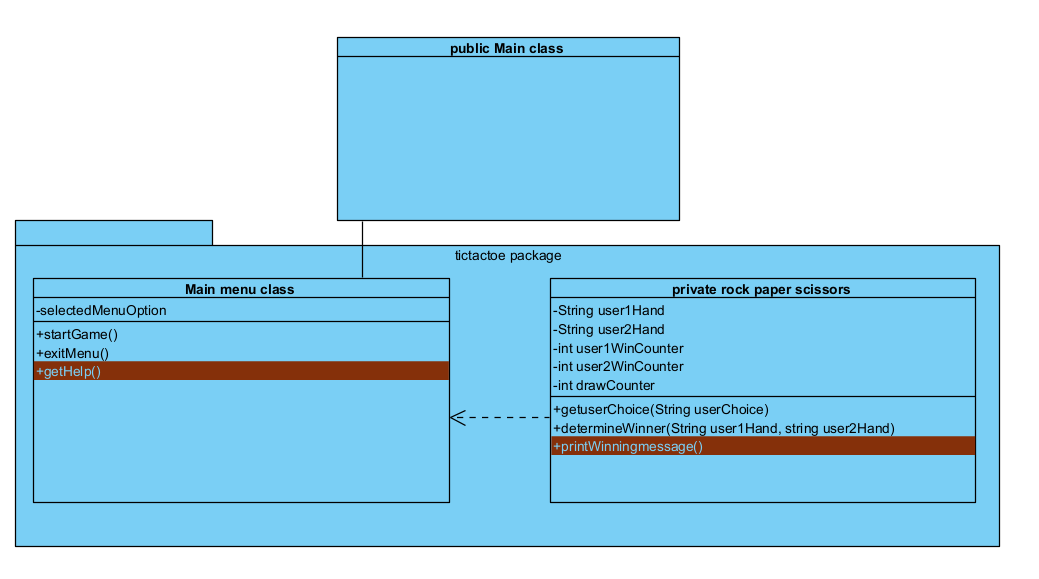 public Main class
tictactoe package
Main menu class
-selectedMenuOption
+startGame()
+exitMenu()
+getHelp()
private rock paper scissors
-String user1Hand
-String user2Hand
-int user1WinCounter
-int user2WinCounter
-int drawCounter
+getuserChoice(String userChoice)
+determineWinner(String user1Hand, string user2Hand)
+printWinningmessage()